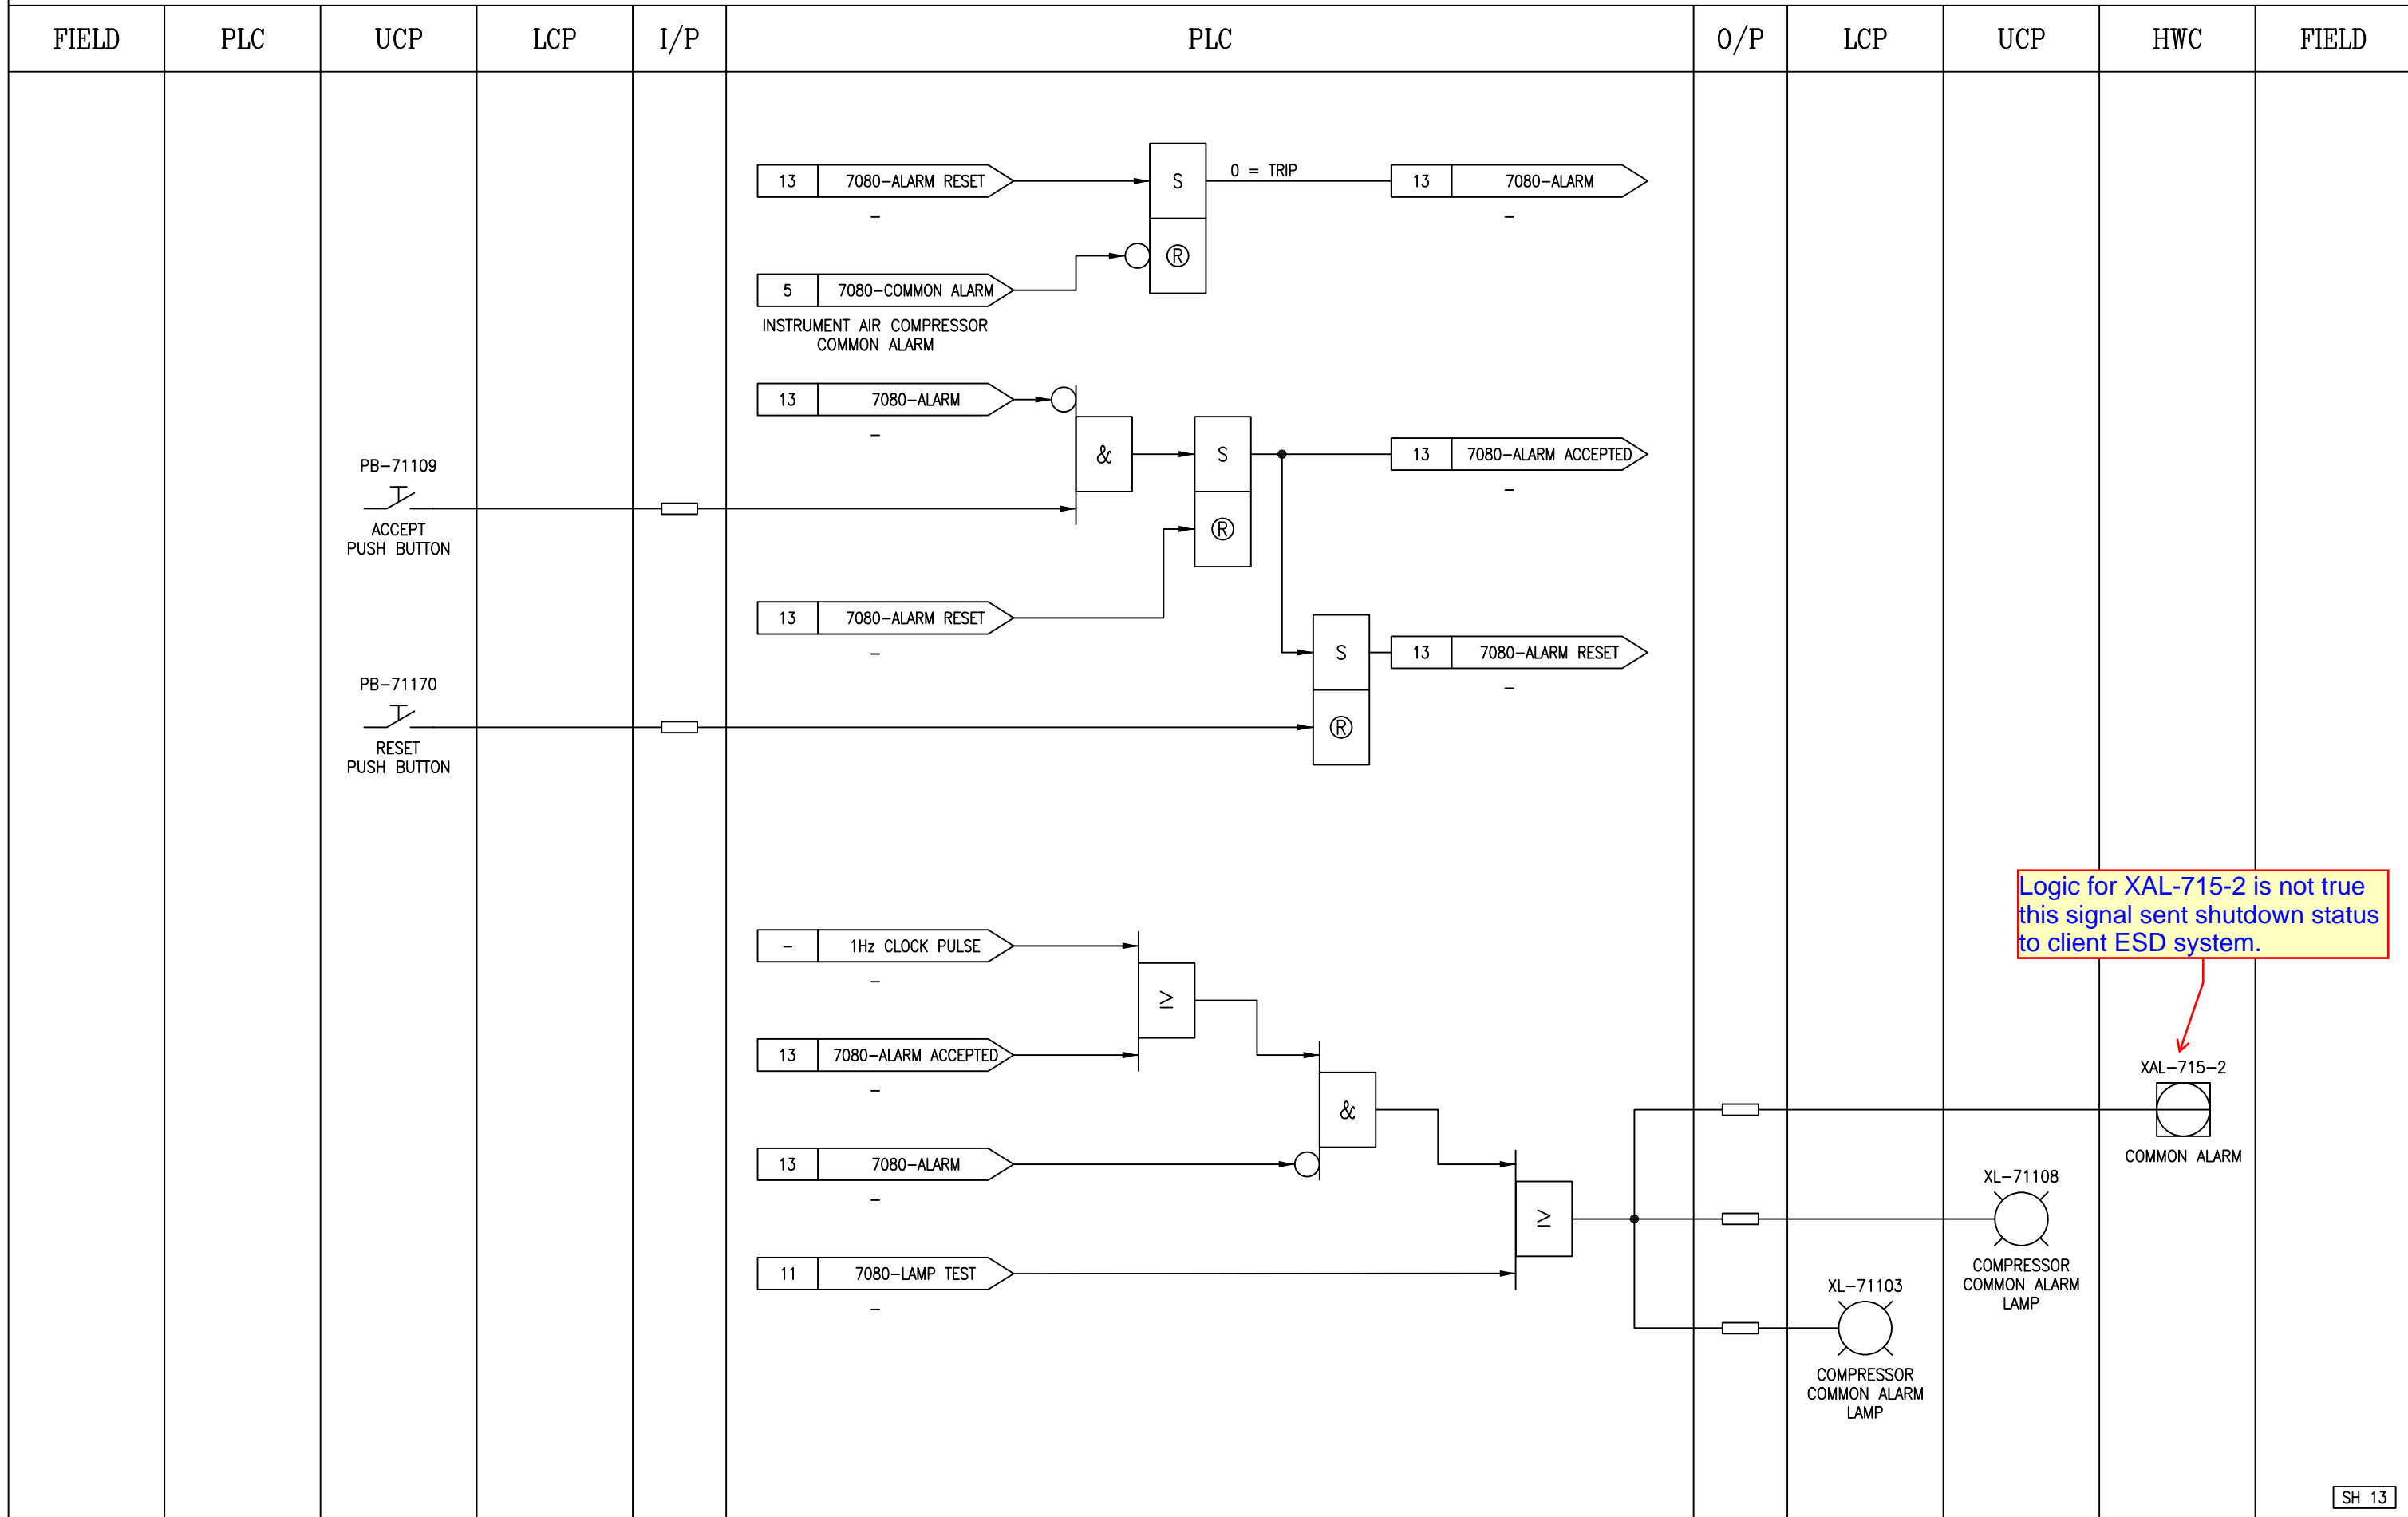 FIELD PLC UCP LCP I/P PLC O/P LCP UCP HWC FIELD
13 7080-ALARM RESET
-
S
Ⓡ
0 = TRIP
13 7080-ALARM
-
5 7080-COMMON ALARM
INSTRUMENT AIR COMPRESSOR
COMMON ALARM
13 7080-ALARM
-
PB-71109
ACCEPT
PUSH BUTTON
&
S
Ⓡ
13 7080-ALARM ACCEPTED
-
13 7080-ALARM RESET
-
PB-71170
RESET
PUSH BUTTON
S
Ⓡ
13 7080-ALARM RESET
-
Logic for XAL-715-2 is not true
this signal sent shutdown status
to client ESD system.
- 1Hz CLOCK PULSE
-
≥
13 7080-ALARM ACCEPTED
-
&
13 7080-ALARM
-
≥
11 7080-LAMP TEST
-
XAL-715-2
COMMON ALARM
XL-71108
COMPRESSOR
COMMON ALARM
LAMP
XL-71103
COMPRESSOR
COMMON ALARM
LAMP
SH 13